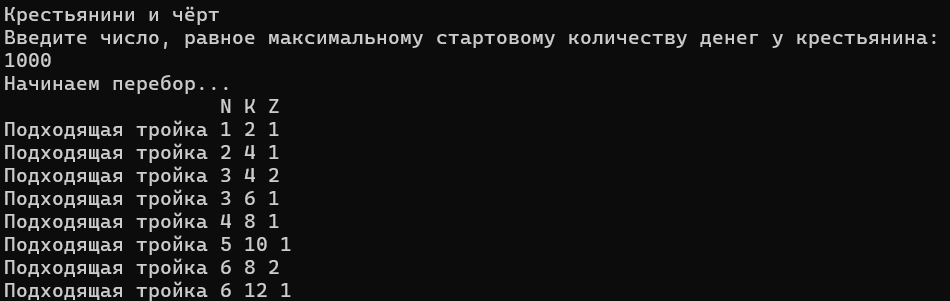 Крестьянини и чёрт
Введите число, равное максимальному стартовому количеству денег у крестьянина:
1000
Начинаем перебор...
N K Z
Подходящая тройка 1 2 1
Подходящая тройка 2 4 1
Подходящая тройка 3 4 2
Подходящая тройка 3 6 1
Подходящая тройка 4 8 1
Подходящая тройка 5 10 1
Подходящая тройка 6 8 2
Подходящая тройка 6 12 1